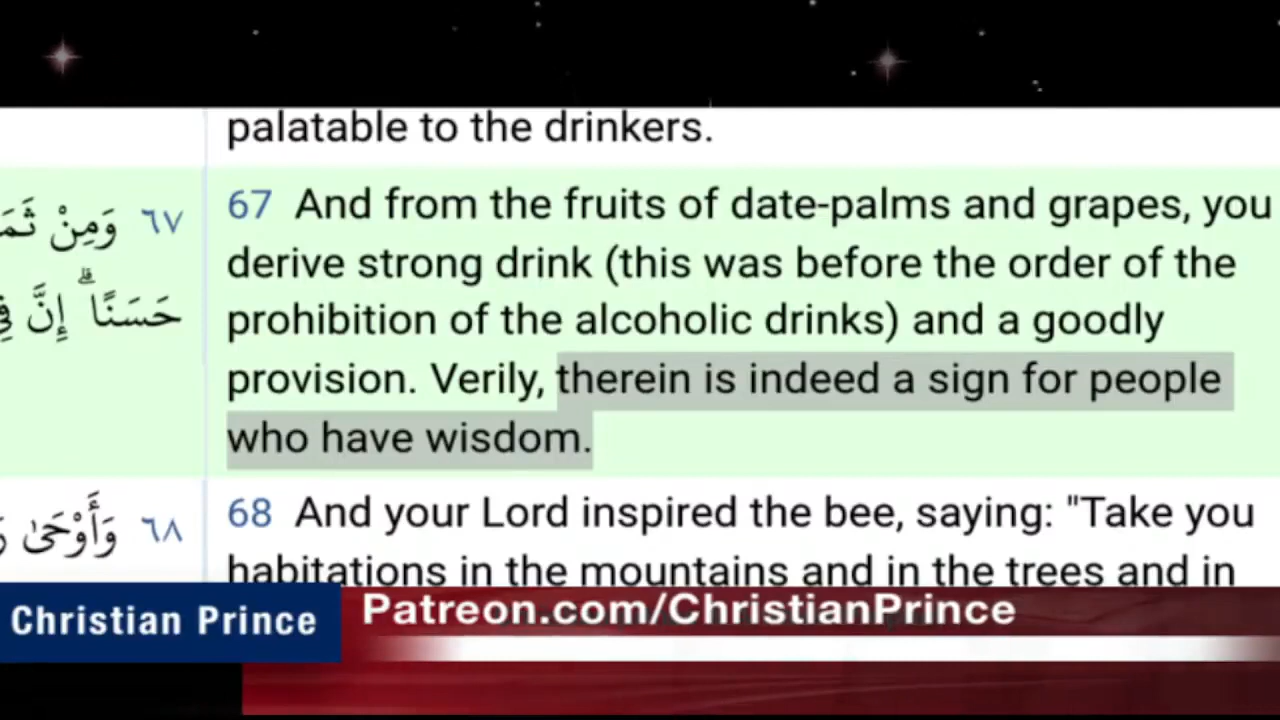 palatable to the drinkers.
67 And from the fruits of date-palms and grapes, you
derive strong drink (this was before the order of the
prohibition of the alcoholic drinks) and a goodly
provision. Verily, therein is indeed a sign for people
who have wisdom.
٦٧ وَمِنْ
حَسَنًا ۗ إِنَّ
68 And your Lord inspired the bee, saying: "Take you
habitations in the mountains and in the trees and in
٦٨ وَأَوْحَىٰ
Christian Prince
Patreon.com/ChristianPrince